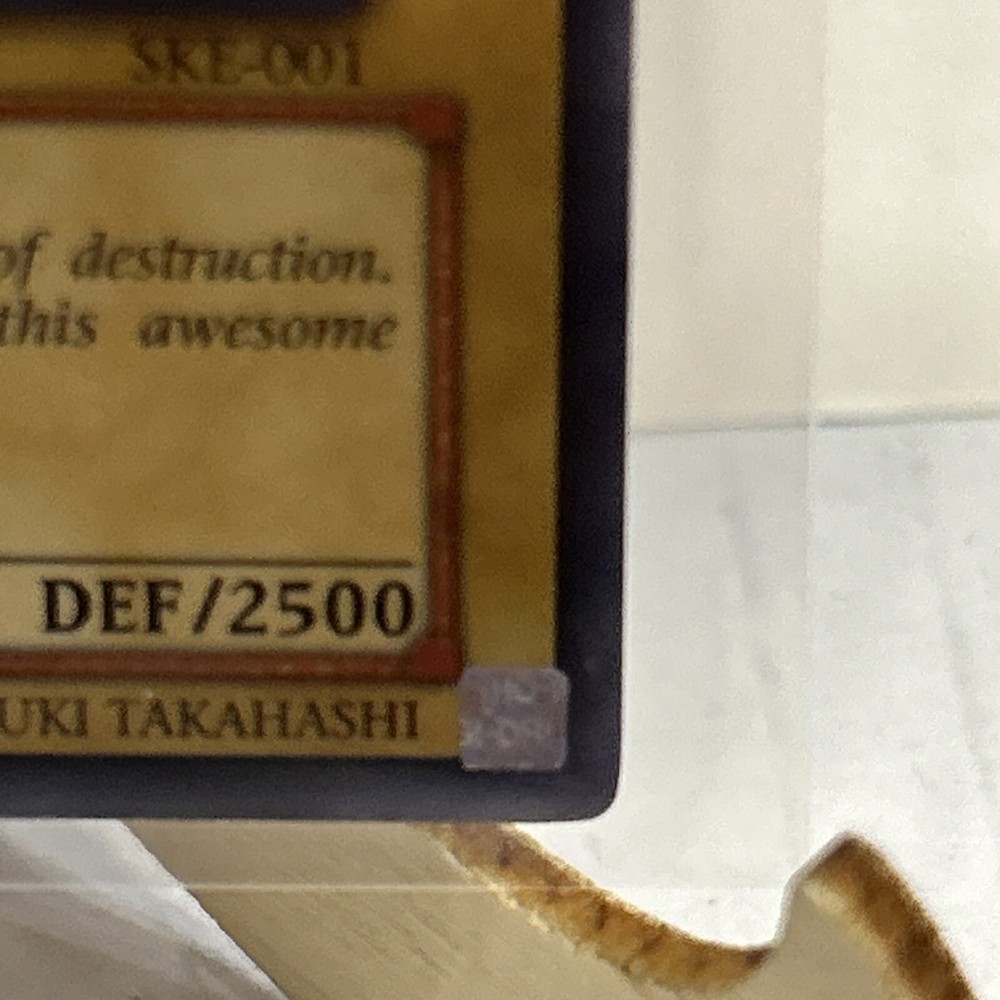 SKE-001
of destruction.
this awesome
DEF/2500
UKI TAKAHASHI